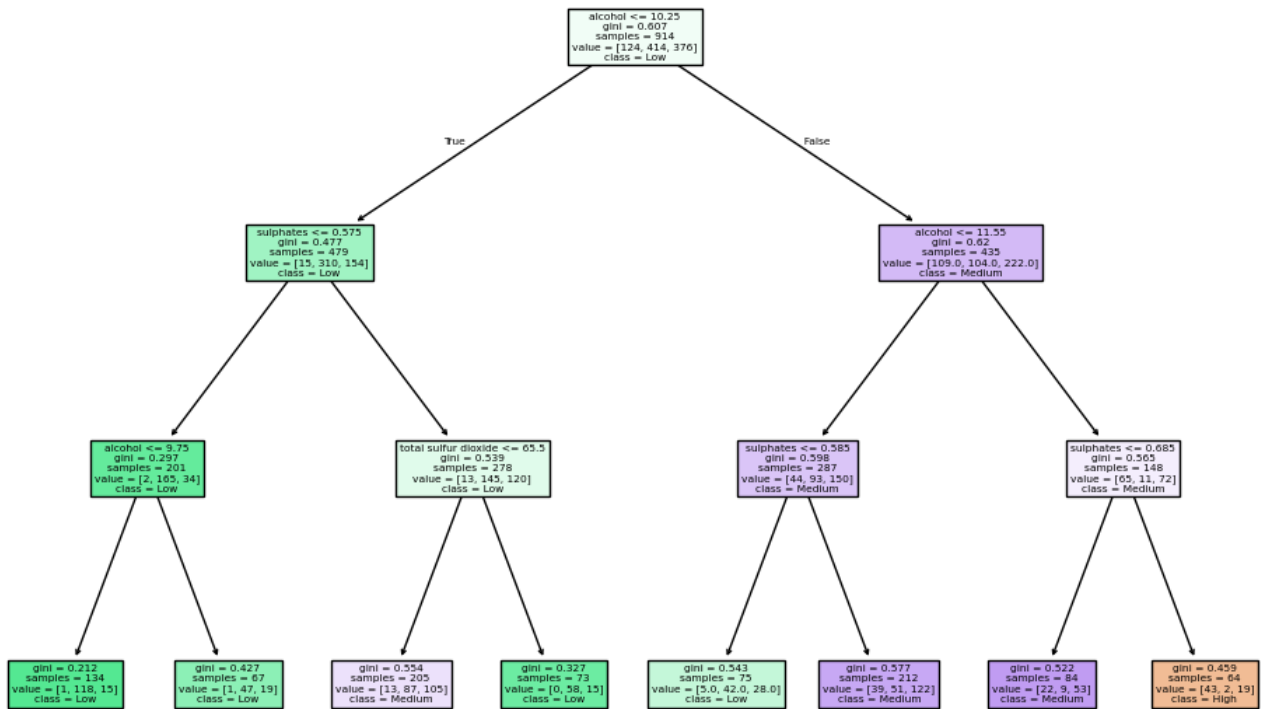 alcohol <= 10.25
gini = 0.607
samples = 914
value = [124, 414, 376]
class = Low
True
False
sulphates <= 0.575
gini = 0.477
samples = 479
value = [15, 310, 154]
class = Low
alcohol <= 11.55
gini = 0.62
samples = 435
value = [109.0, 104.0, 222.0]
class = Medium
alcohol <= 9.75
gini = 0.297
samples = 201
value = [2, 165, 34]
class = Low
total sulfur dioxide <= 65.5
gini = 0.539
samples = 278
value = [13, 145, 120]
class = Low
sulphates <= 0.585
gini = 0.598
samples = 287
value = [44, 93, 150]
class = Medium
sulphates <= 0.685
gini = 0.565
samples = 148
value = [65, 11, 72]
class = Medium
gini = 0.212
samples = 134
value = [1, 118, 15]
class = Low
gini = 0.427
samples = 67
value = [1, 47, 19]
class = Low
gini = 0.554
samples = 205
value = [13, 87, 105]
class = Medium
gini = 0.327
samples = 73
value = [0, 58, 15]
class = Low
gini = 0.543
samples = 75
value = [5.0, 42.0, 28.0]
class = Low
gini = 0.577
samples = 212
value = [39, 51, 122]
class = Medium
gini = 0.522
samples = 84
value = [22, 9, 53]
class = Medium
gini = 0.459
samples = 64
value = [43, 2, 19]
class = High